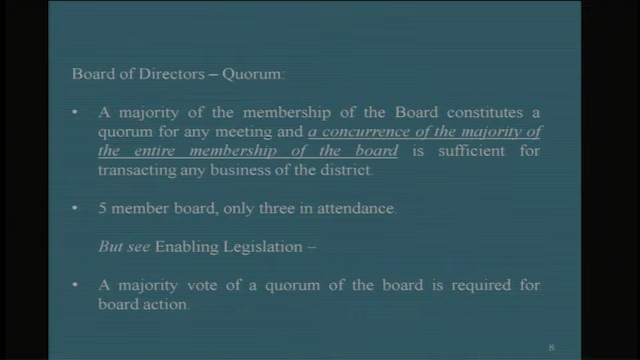 Board of Directors – Quorum:
• A majority of the membership of the Board constitutes a
quorum for any meeting and a concurrence of the majority of
the entire membership of the board is sufficient for
transacting any business of the district.
• 5 member board, only three in attendance.
But see Enabling Legislation –
• A majority vote of a quorum of the board is required for
board action.
8